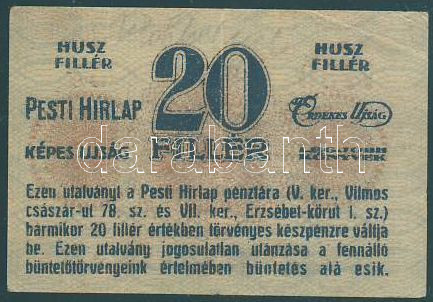 HUSZ FILLÉR
20
HUSZ FILLÉR
PESTI HIRLAP
ÉRDEKES UJSÁG
KÉPES UJSÁG
FILLÉR
KÖNYVEK
darabanth
Ezen utalványt a Pesti Hirlap pénztára (V. ker., Vilmos
császár-ut 78. sz. és VII. ker., Erzsébet-körut 1. sz.)
bármikor 20 fillér értékben törvényes készpénzre váltja
be. Ezen utalvány jogosulatlan utánzása a fennálló
büntetőtörvényeink értelmében büntetés alá esik.